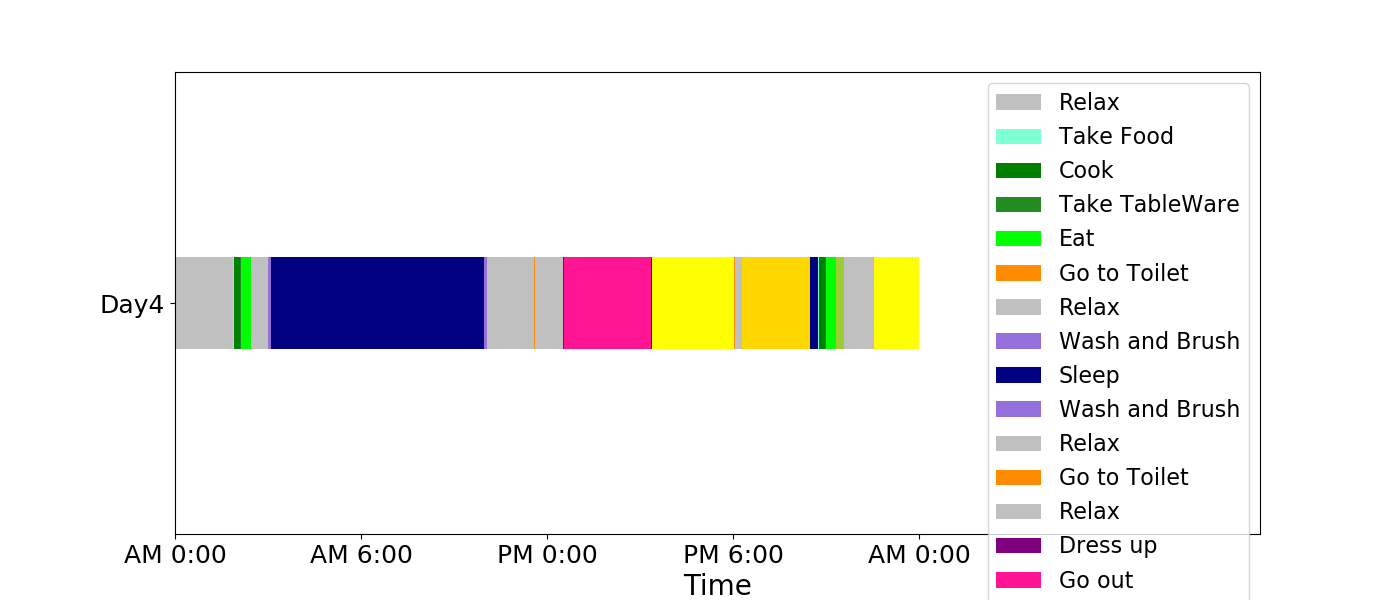 Relax
Take Food
Cook
Take TableWare
Eat
Go to Toilet
Relax
Wash and Brush
Sleep
Wash and Brush
Relax
Go to Toilet
Relax
Dress up
Go out
Day4
AM 0:00 AM 6:00 PM 0:00 PM 6:00 AM 0:00
Time